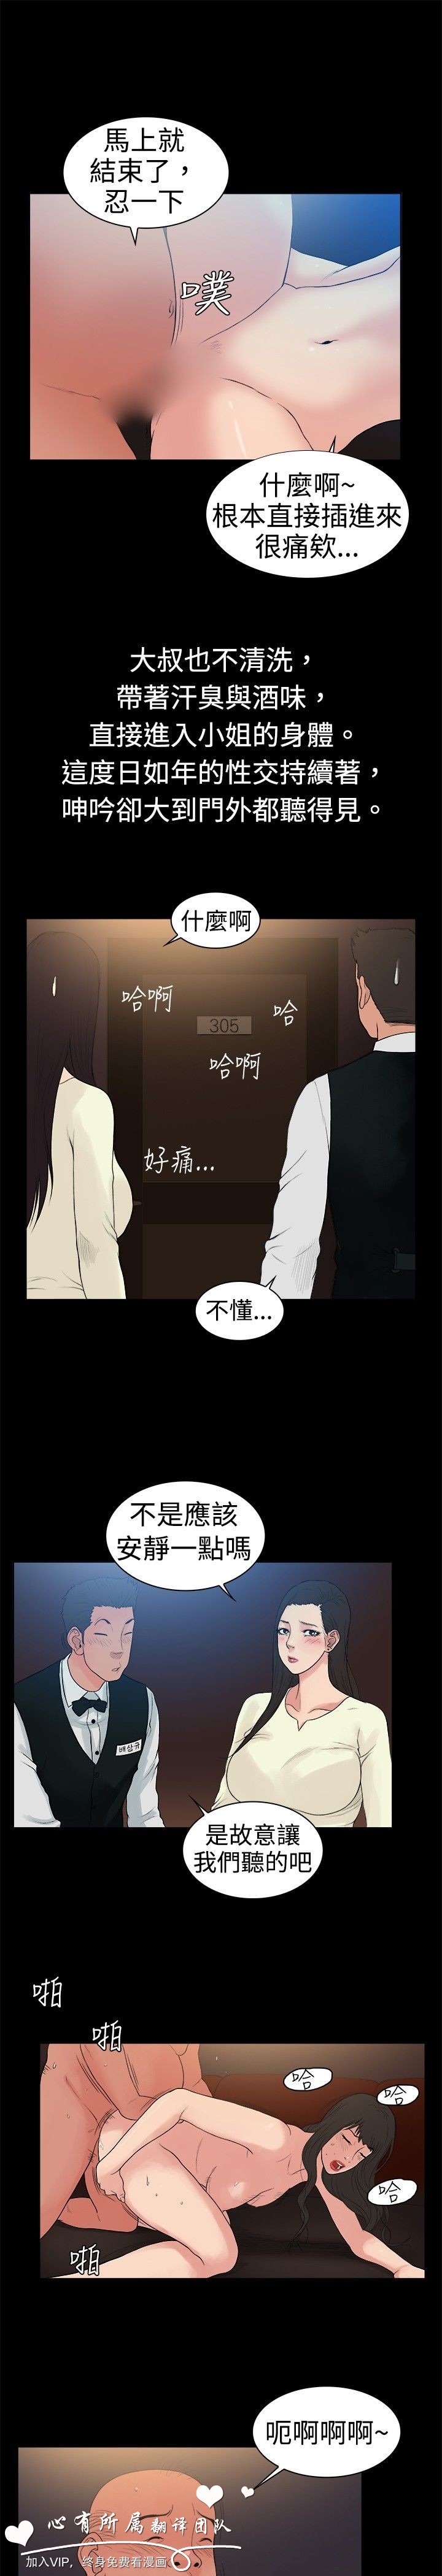 馬上就
結束了，
忍一下
噗
什麼啊~
根本直接插進來
很痛欸...
大叔也不清洗，
帶著汗臭與酒味，
直接進入小姐的身體。
這度日如年的性交持續著，
呻吟卻大到門外都聽得見。
什麼啊
哈啊
305
哈
哈啊
好痛...
不懂...
不是應該
安靜一點嗎
배상규
是故意讓
我們聽的吧
啪
啪
哈
哈
哈
啪
呃啊啊啊~
心有所属翻译团队
加入VIP，终身免费看漫画